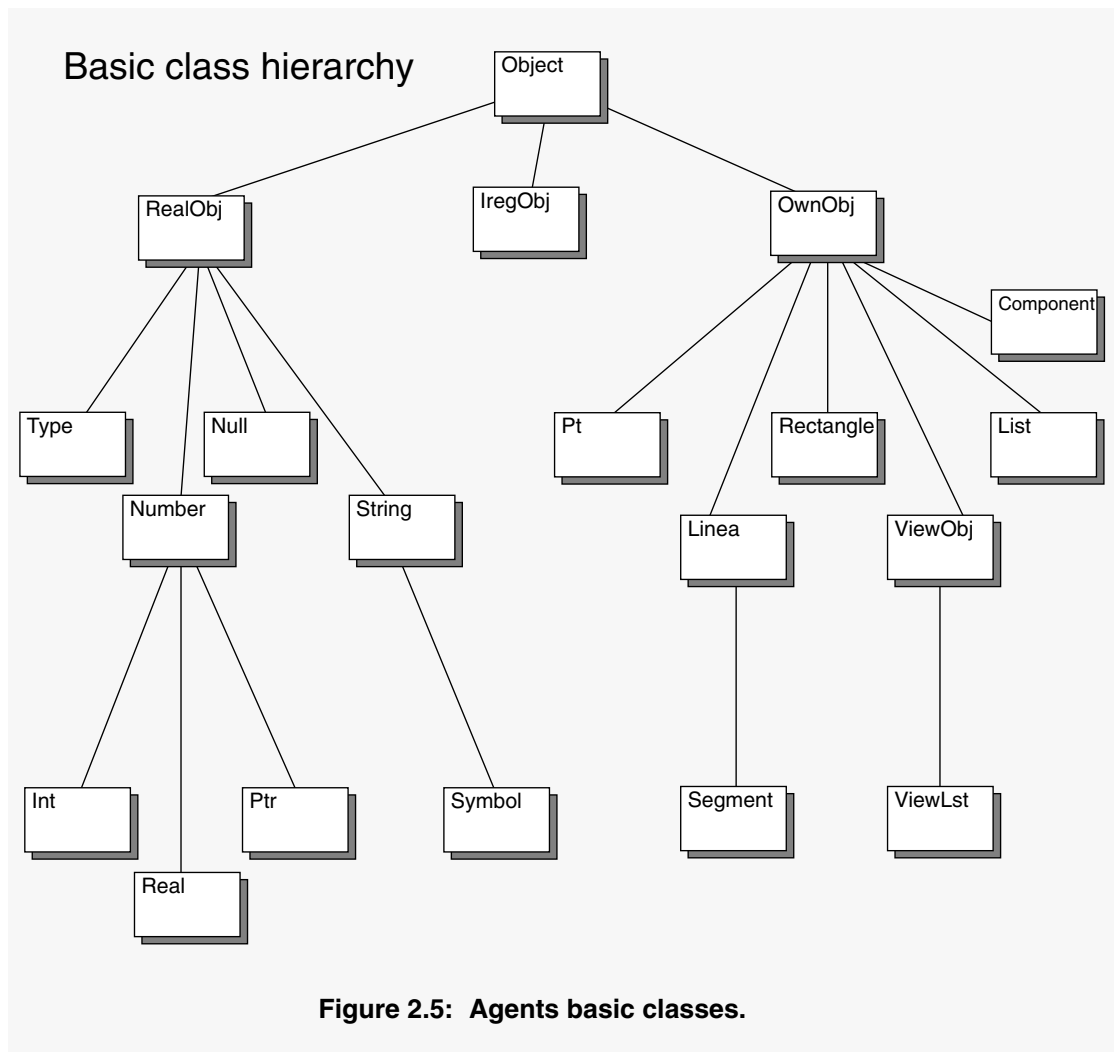 Basic class hierarchy
Object
RealObj
IregObj
OwnObj
Component
Type
Null
Pt
Rectangle
List
Number
String
Linea
ViewObj
Int
Ptr
Symbol
Segment
ViewLst
Real
Figure 2.5: Agents basic classes.